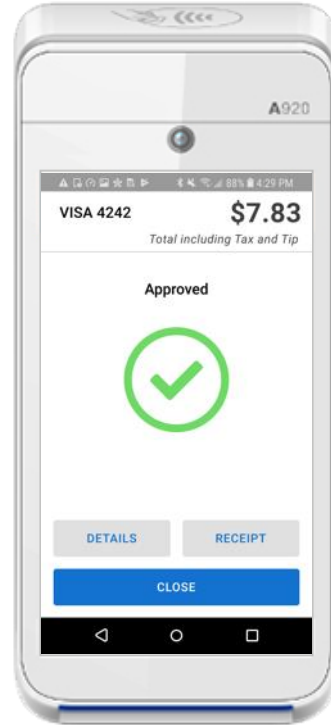 A920
88% 4:29 PM
VISA 4242 $7.83
Total including Tax and Tip
Approved
DETAILS RECEIPT
CLOSE